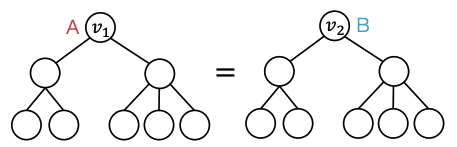 A v₁ = v₂ B